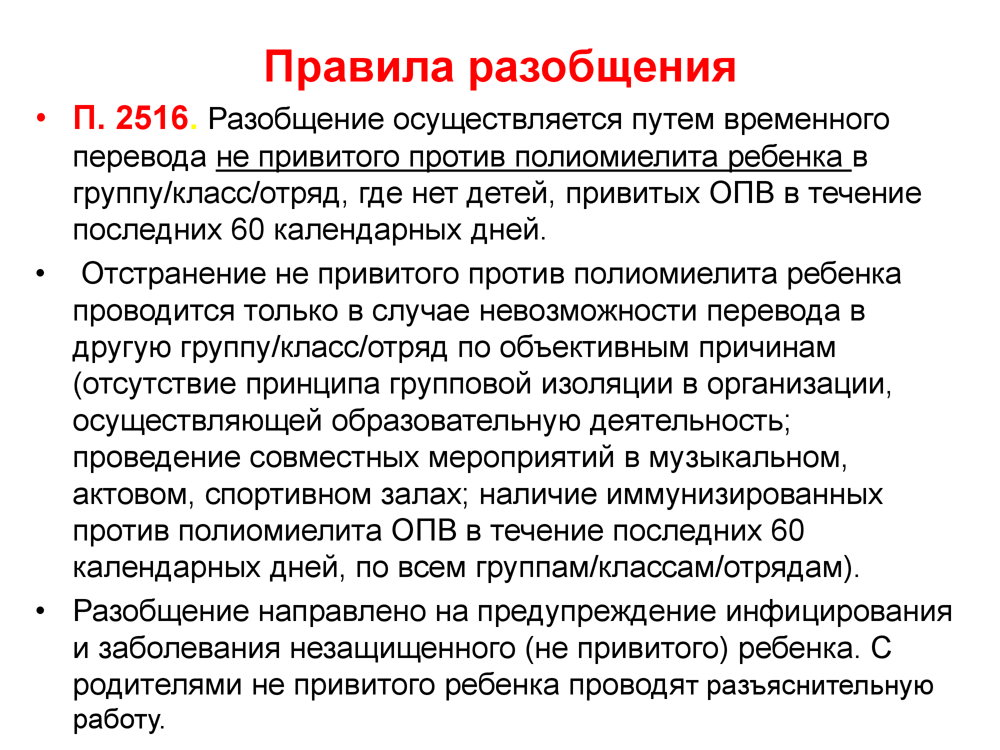 Правила разобщения
• П. 2516. Разобщение осуществляется путем временного
перевода не привитого против полиомиелита ребенка в
группу/класс/отряд, где нет детей, привитых ОПВ в течение
последних 60 календарных дней.
• Отстранение не привитого против полиомиелита ребенка
проводится только в случае невозможности перевода в
другую группу/класс/отряд по объективным причинам
(отсутствие принципа групповой изоляции в организации,
осуществляющей образовательную деятельность;
проведение совместных мероприятий в музыкальном,
актовом, спортивном залах; наличие иммунизированных
против полиомиелита ОПВ в течение последних 60
календарных дней, по всем группам/классам/отрядам).
• Разобщение направлено на предупреждение инфицирования
и заболевания незащищенного (не привитого) ребенка. С
родителями не привитого ребенка проводят разъяснительную
работу.